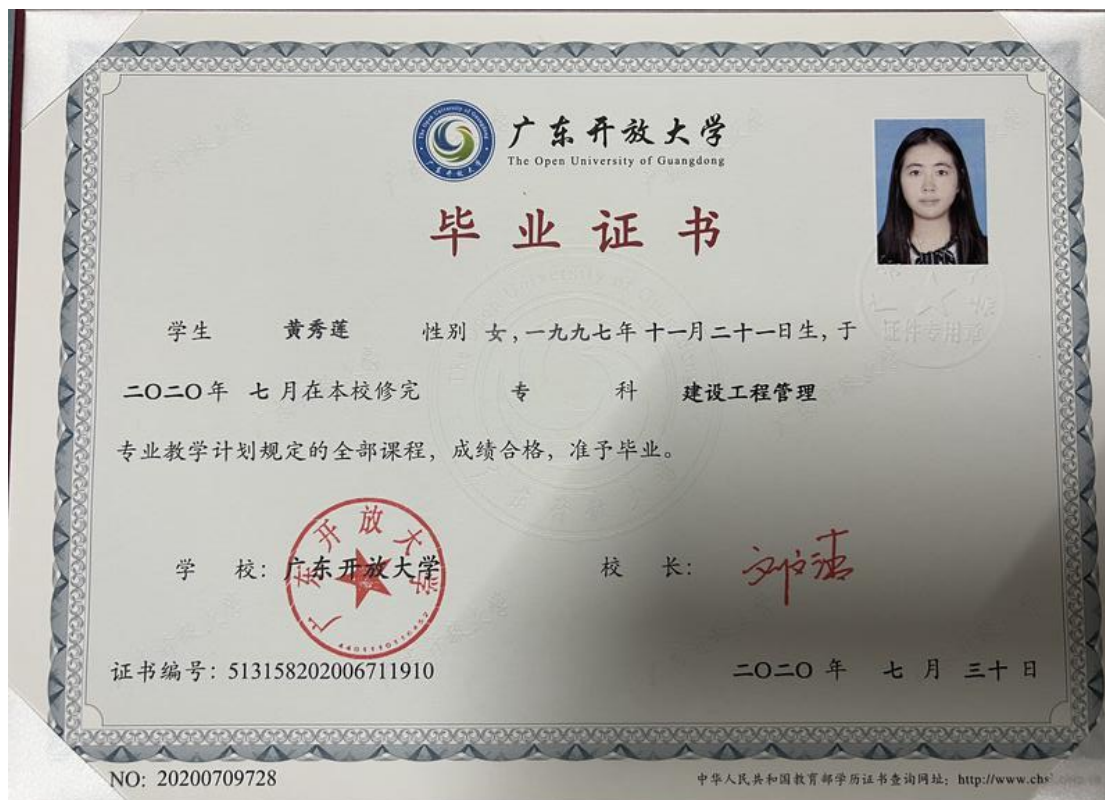 广东开放大学
The Open University of Guangdong
毕业证书
学生 黄秀莲 性别 女，一九九七年 十一月二十一日生，于
二〇二〇年 七月在本校修完 专 科 建设工程管理
专业教学计划规定的全部课程，成绩合格，准予毕业。
证件专用章
学 校：广东开放大学
广东开放大学
校 长：
证书编号：513158202006711910
二〇二〇年 七月 三十日
NO: 20200709728
中华人民共和国教育部学历证书查询网址：http://www.chs